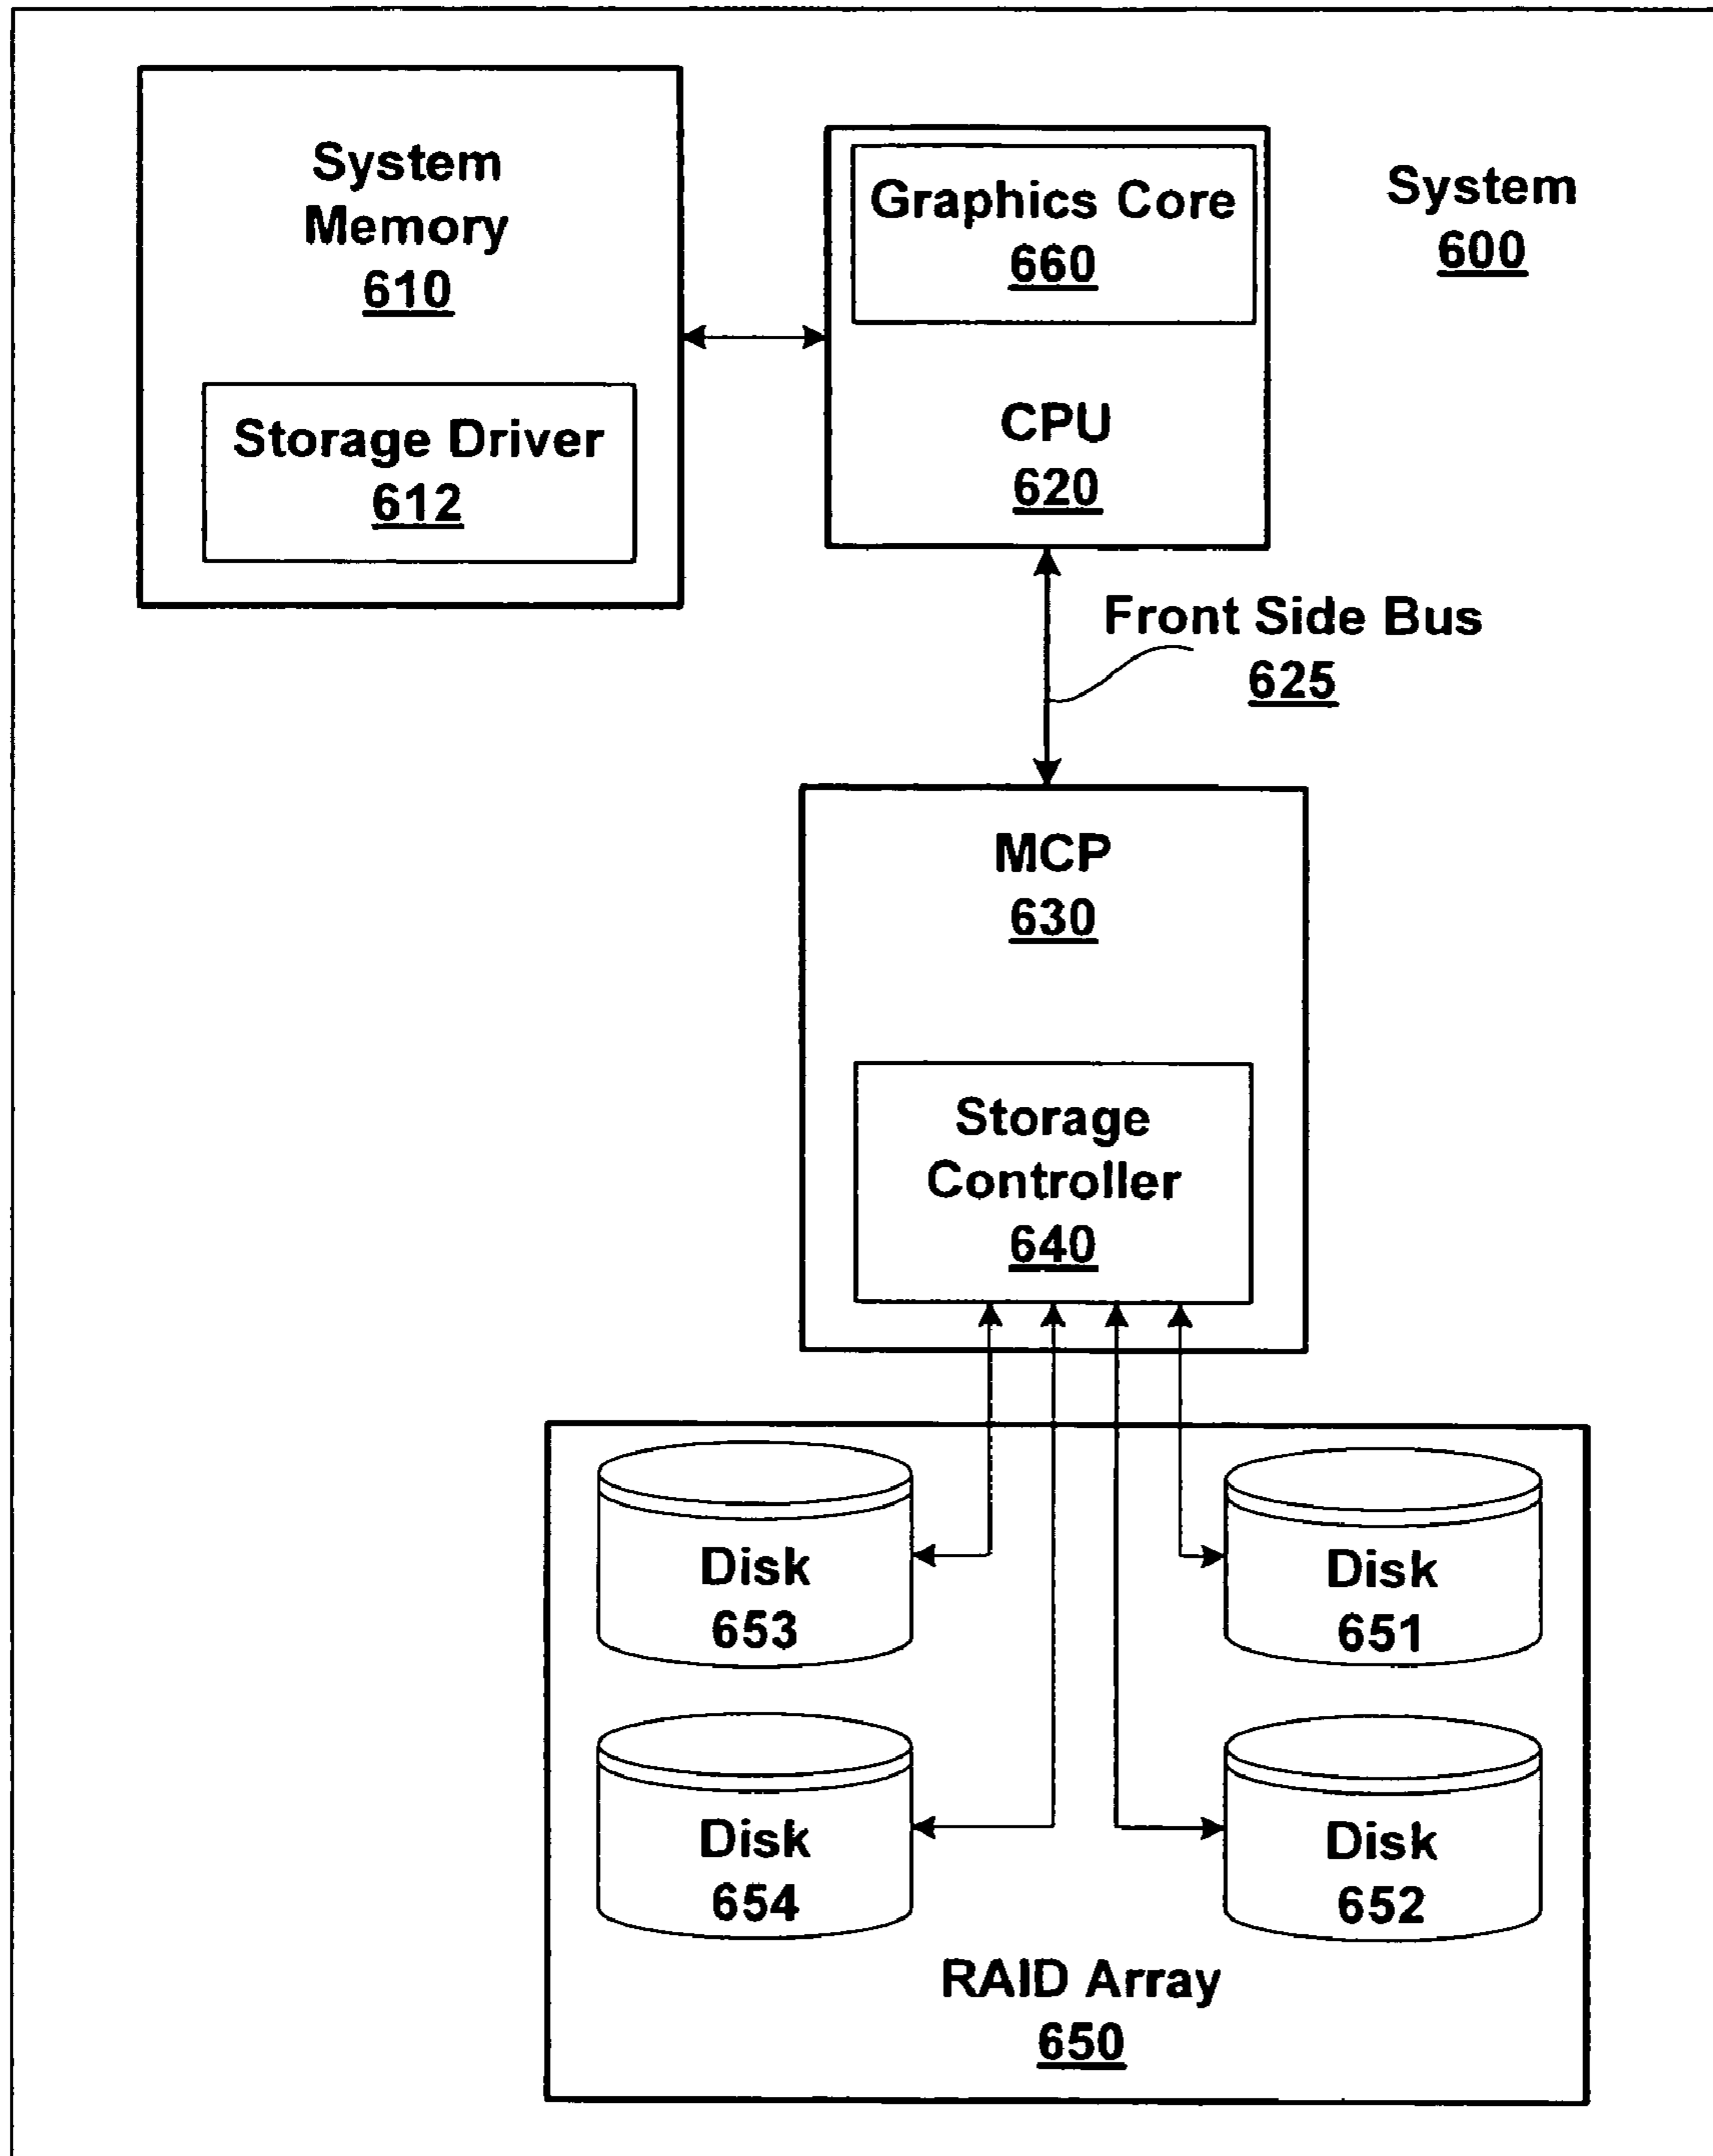 System
Memory
610
Storage Driver
612
Graphics Core
660
CPU
620
System
600
Front Side Bus
625
MCP
630
Storage
Controller
640
Disk
653
Disk
651
Disk
654
Disk
652
RAID Array
650